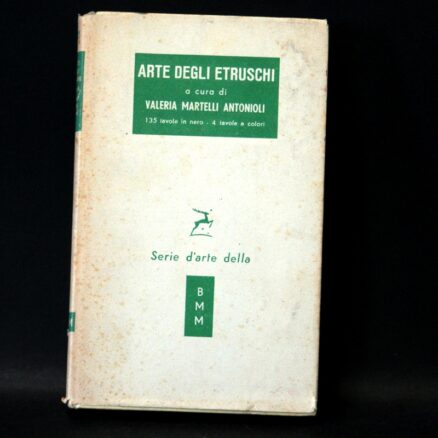 ARTE DEGLI ETRUSCHI
a cura di
VALERIA MARTELLI ANTONIOLI
135 tavole in nero - 4 tavole a colori
Serie d'arte della
B
M
M